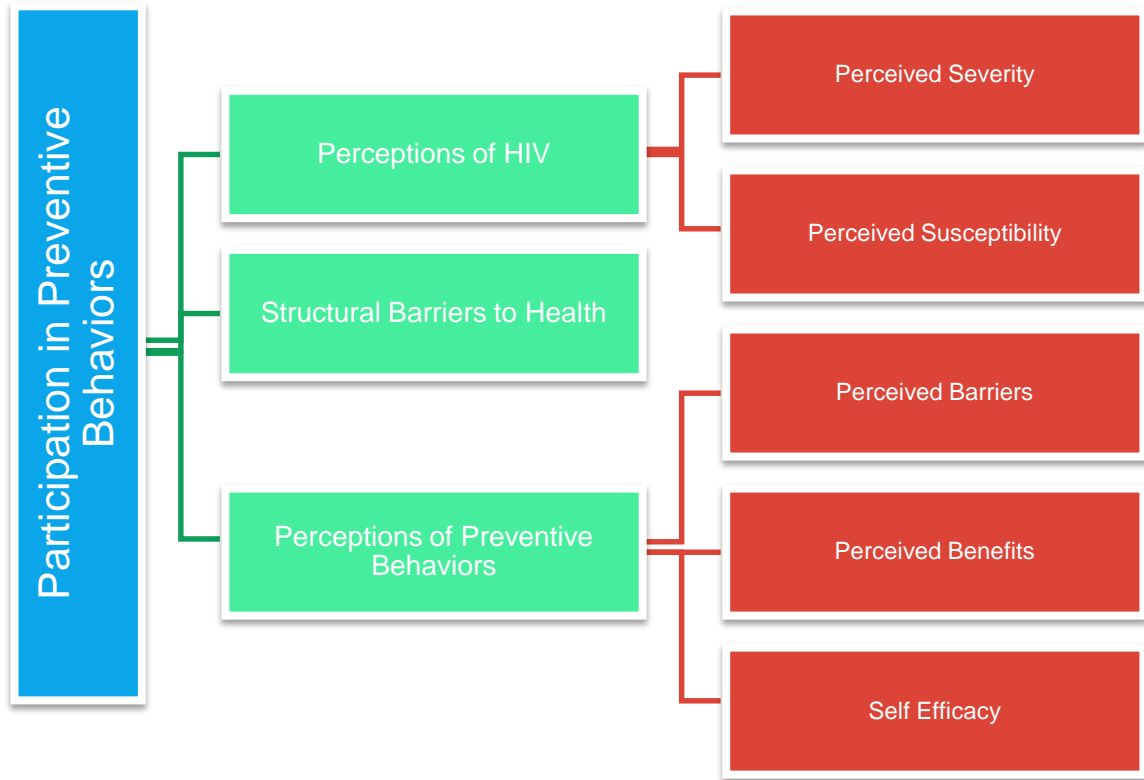 Participation in Preventive
Behaviors
Perceptions of HIV
Structural Barriers to Health
Perceptions of Preventive
Behaviors
Perceived Severity
Perceived Susceptibility
Perceived Barriers
Perceived Benefits
Self Efficacy